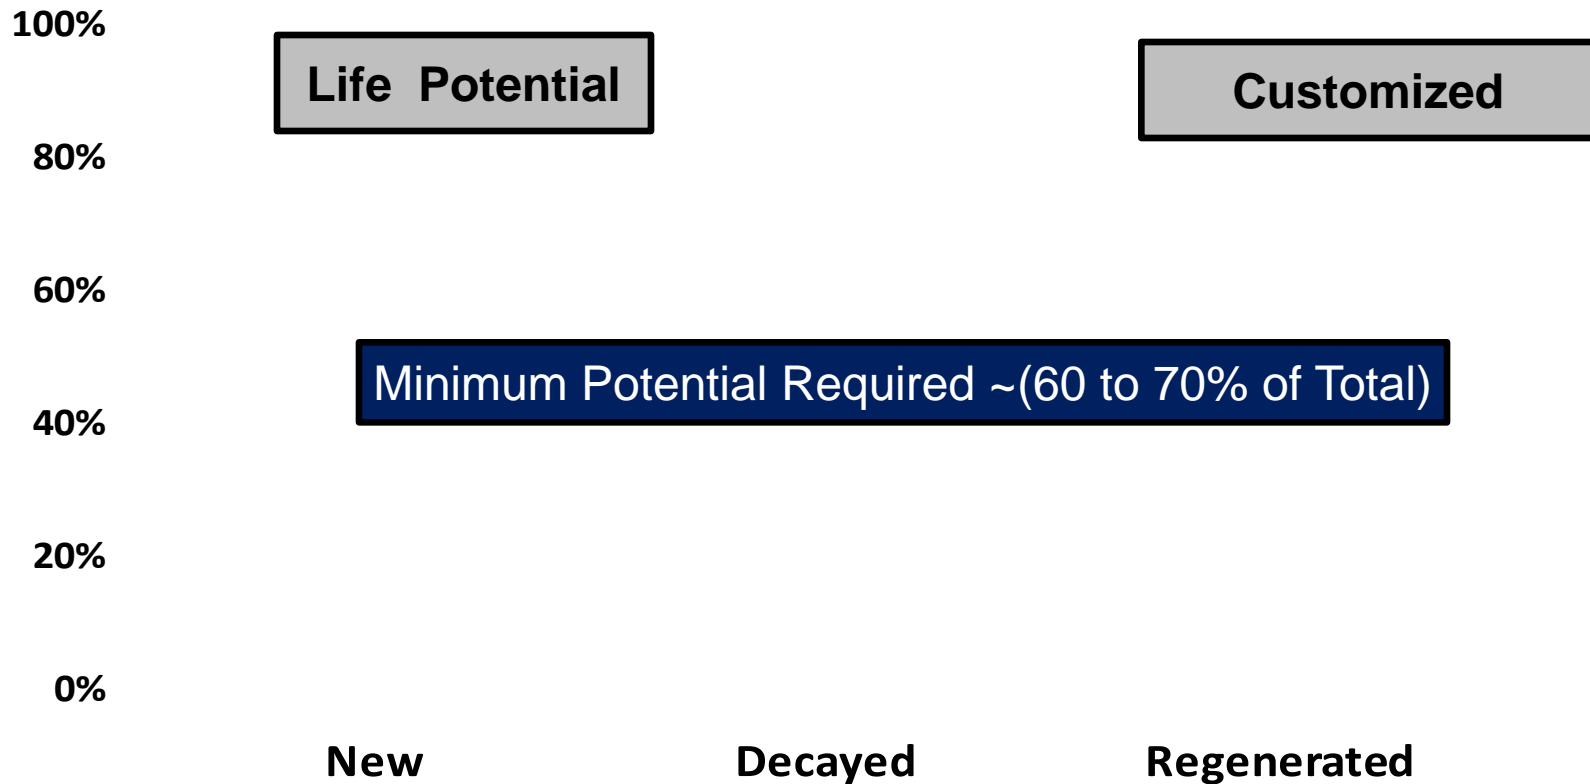 100%
Life Potential
Customized
80%
60%
Minimum Potential Required ~(60 to 70% of Total)
40%
20%
0%
New
Decayed
Regenerated